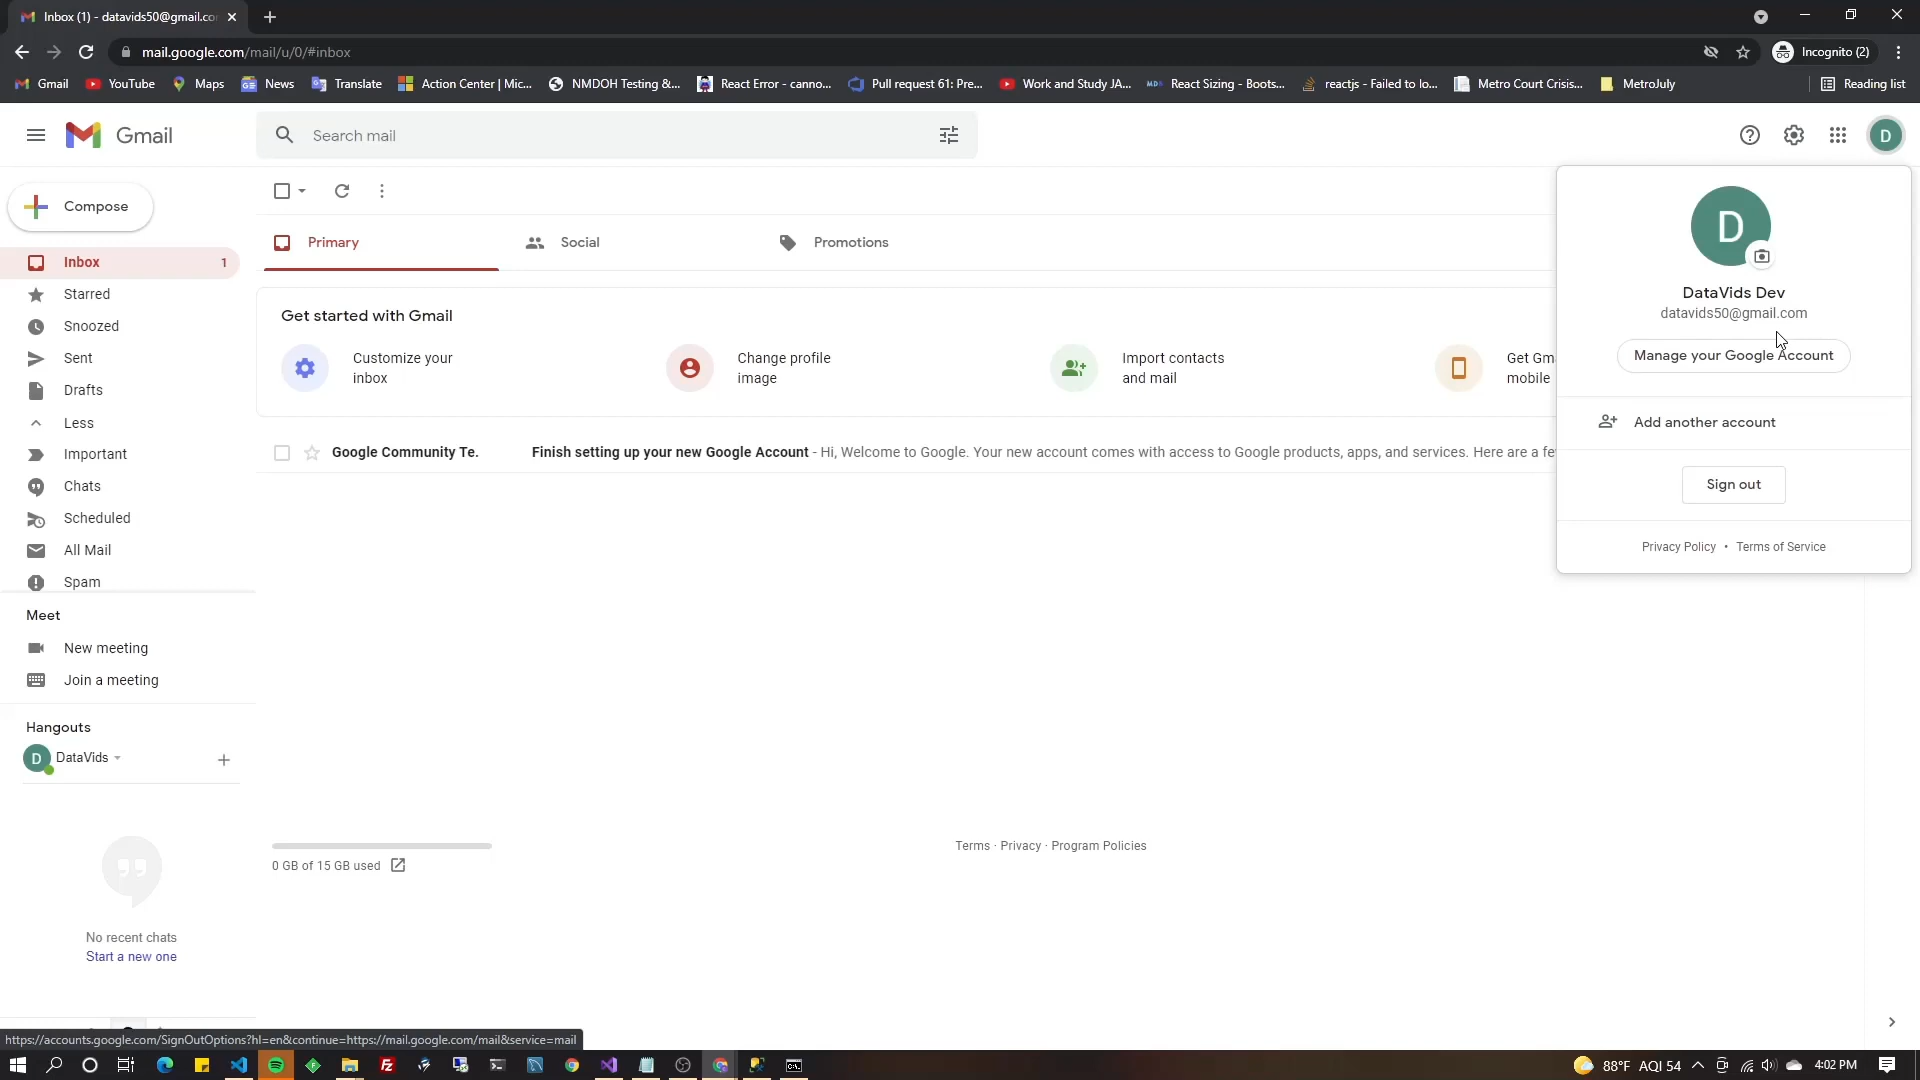 Inbox (1) - datavids50@gmail.co
mail.google.com/mail/u/0/#inbox
Incognito (2)
Gmail
YouTube
Maps
News
Translate
Action Center | Mic...
NMDOH Testing &...
React Error - canno...
Pull request 61: Pre...
Work and Study JA...
React Sizing - Boots...
reactjs - Failed to lo...
Metro Court Crisis...
MetroJuly
Reading list
Gmail
Search mail
D
Compose
Inbox 1
Starred
Snoozed
Sent
Drafts
Less
Important
Chats
Scheduled
All Mail
Spam
Meet
New meeting
Join a meeting
Hangouts
D DataVids
No recent chats
Start a new one
Primary
Social
Promotions
Get started with Gmail
Customize your
inbox
Change profile
image
Import contacts
and mail
Get Gm
mobile
Google Community Te. Finish setting up your new Google Account - Hi, Welcome to Google. Your new account comes with access to Google products, apps, and services. Here are a fe
0 GB of 15 GB used
Terms · Privacy · Program Policies
D
DataVids Dev
datavids50@gmail.com
Manage your Google Account
Add another account
Sign out
Privacy Policy • Terms of Service
https://accounts.google.com/SignOutOptions?hl=en&continue=https://mail.google.com/mail&service=mail
88°F AQI 54
4:02 PM